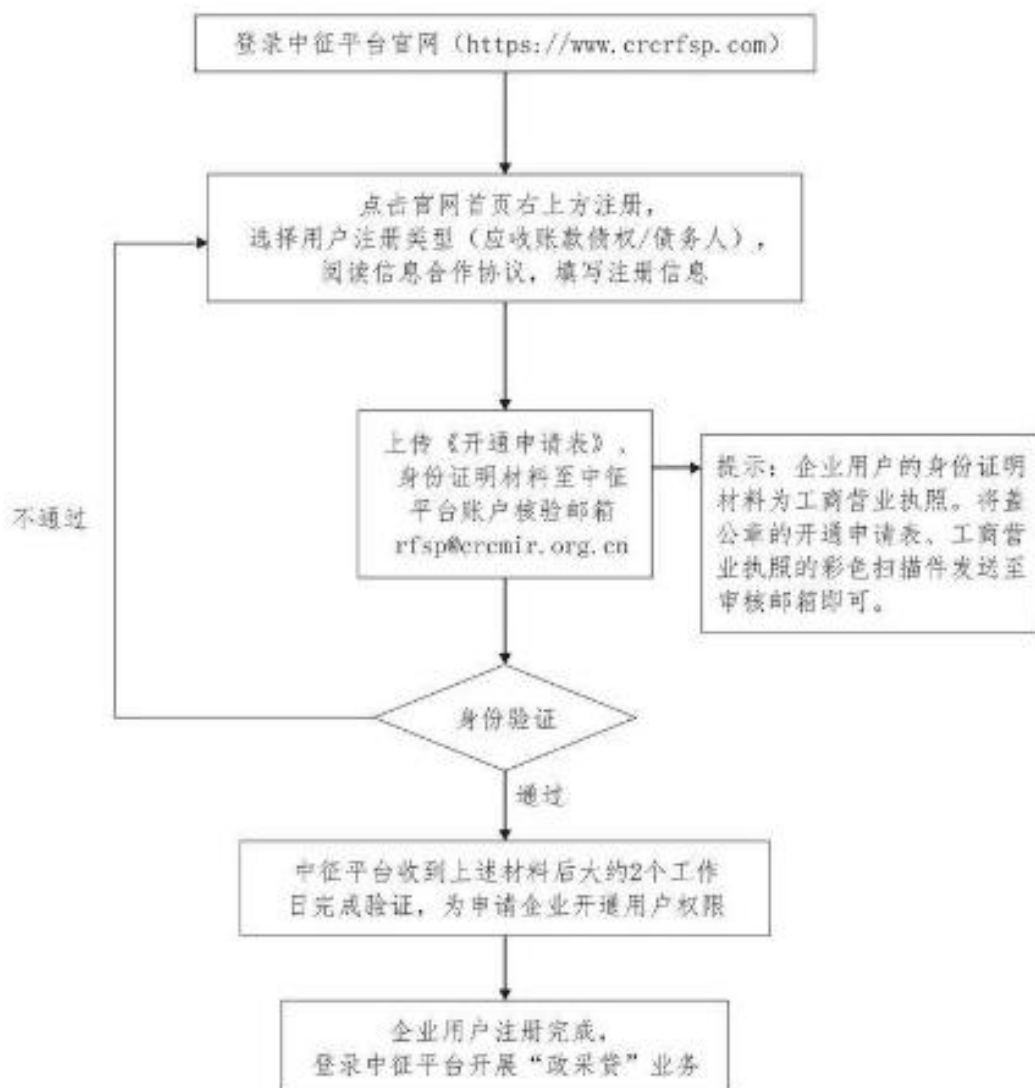 登录中征平台官网（https://www.crcrfsp.com）
点击官网首页右上方注册，
选择用户注册类型（应收账款债权/债务人），
阅读信息合作协议，填写注册信息
上传《开通申请表》、
身份证明材料至中征
平台账户核验邮箱
rfsp@crcmir.org.cn
提示：企业用户的身份证明
材料为工商营业执照。将盖
公章的开通申请表、工商营
业执照的彩色扫描件发送至
审核邮箱即可。
不通过
身份验证
通过
中征平台收到上述材料后大约2个工作
日完成验证，为申请企业开通用户权限
企业用户注册完成，
登录中征平台开展“政采贷”业务